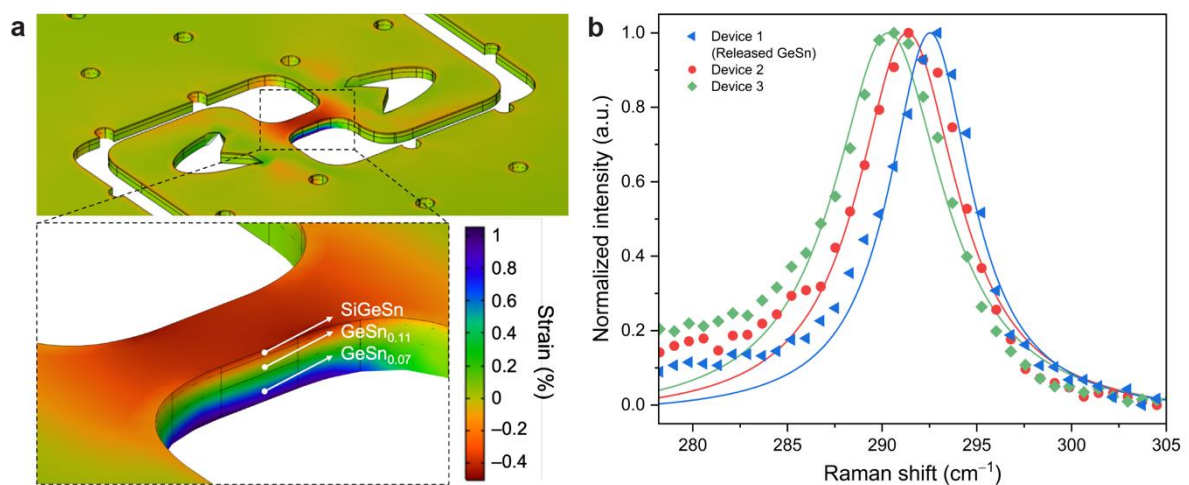 a
SiGeSn
GeSn0.11
GeSn0.07
1
0.8
0.6
0.4
0.2
0
–0.2
–0.4
Strain (%)
b
Device 1
(Released GeSn)
Device 2
Device 3
Normalized intensity (a.u.)
1.0
0.8
0.6
0.4
0.2
0.0
280 285 290 295 300 305
Raman shift (cm⁻¹)